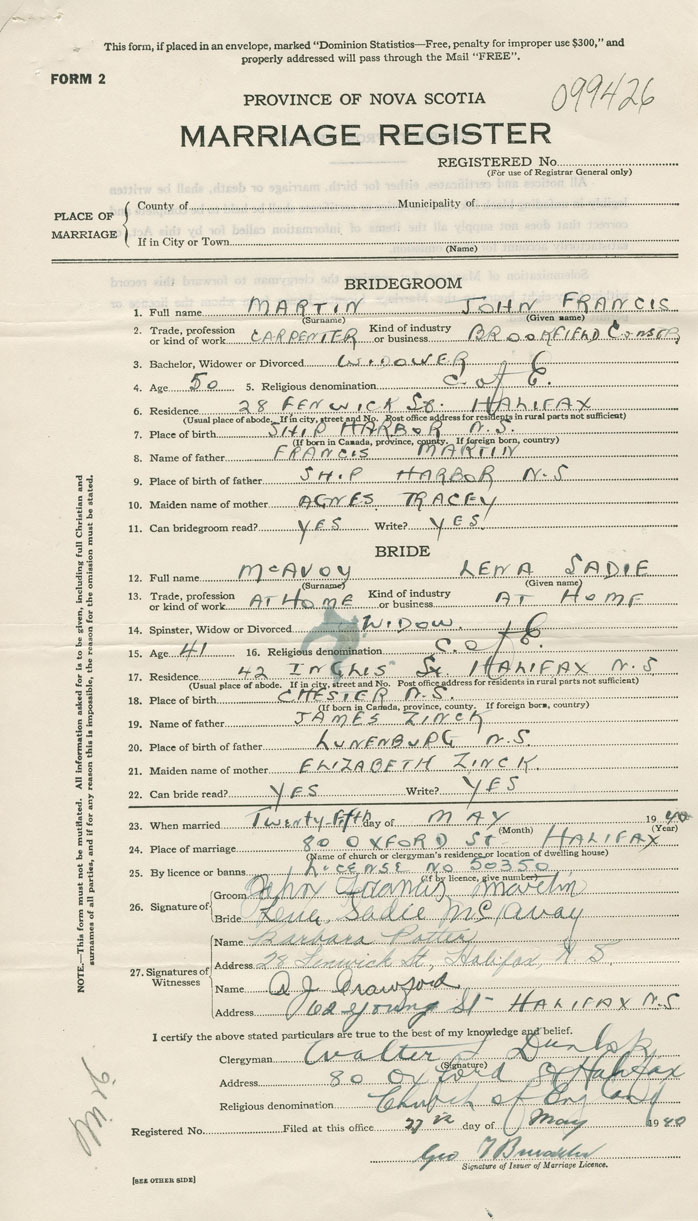 This form, if placed in an envelope, marked "Dominion Statistics—Free, penalty for improper use $300," and
properly addressed will pass through the Mail "FREE".
FORM 2
099426
PROVINCE OF NOVA SCOTIA
MARRIAGE REGISTER
REGISTERED No.
(For use of Registrar General only)
PLACE OF MARRIAGE
County of Municipality of
If in City or Town
(Name)
BRIDEGROOM
1. Full name MARTIN JOHN FRANCIS
(Surname) (Given name)
2. Trade, profession or kind of work CARPENTER Kind of industry or business BROOKFIELD CONSER
3. Bachelor, Widower or Divorced WIDOWER
4. Age 50 5. Religious denomination C. of E.
6. Residence 28 FENWICK St. HALIFAX
(Usual place of abode. If in city, street and No. Post office address for residents in rural parts not sufficient)
7. Place of birth SHIP HARBOR N.S.
(If born in Canada, province, county. If foreign born, country)
8. Name of father FRANCIS MARTIN
9. Place of birth of father SHIP HARBOR N.S
10. Maiden name of mother AGNES TRACEY
11. Can bridegroom read? YES Write? YES.
BRIDE
12. Full name McAVOY LENA SADIE
(Surname) (Given name)
13. Trade, profession or kind of work AT HOME Kind of industry or business AT HOME
14. Spinster, Widow or Divorced WIDOW.
15. Age 41 16. Religious denomination C. of E.
17. Residence 42 INGLIS St HALIFAX N.S
(Usual place of abode. If in city, street and No. Post office address for residents in rural parts not sufficient)
18. Place of birth CHESTER N.S.
(If born in Canada, province, county. If foreign born, country)
19. Name of father JAMES ZINCK
20. Place of birth of father LUNENBURG N.S.
21. Maiden name of mother ELIZABETH ZINCK.
22. Can bride read? YES Write? YES
23. When married Twenty-fifth day of MAY 1940
(Month) (Year)
24. Place of marriage 80 OXFORD ST HALIFAX
(Name of church or clergyman's residence or location of dwelling house)
25. By licence or banns LICENSE NO 50350
(If by licence, give number)
26. Signature of
Groom John Francis Martin
Bride Lena Sadie McAvoy
27. Signatures of Witnesses
Name Barbara Potter
Address 28 Fenwick St, Halifax, N.S.
Name A J Crawford
Address 62 Young St - HALIFAX N.S
I certify the above stated particulars are true to the best of my knowledge and belief.
Clergyman Walter Dunlop
(Signature)
Address 80 Oxford St Halifax
Religious denomination Church of England
Registered No. Filed at this office 27th day of May 1940
Geo
Signature of Issuer of Marriage Licence.
[SEE OTHER SIDE]
NOTE.—This form must not be mutilated. All information asked for is to be given, including full Christian and
surnames of all parties, and if for any reason this is impossible, the reason for the omission must be stated.